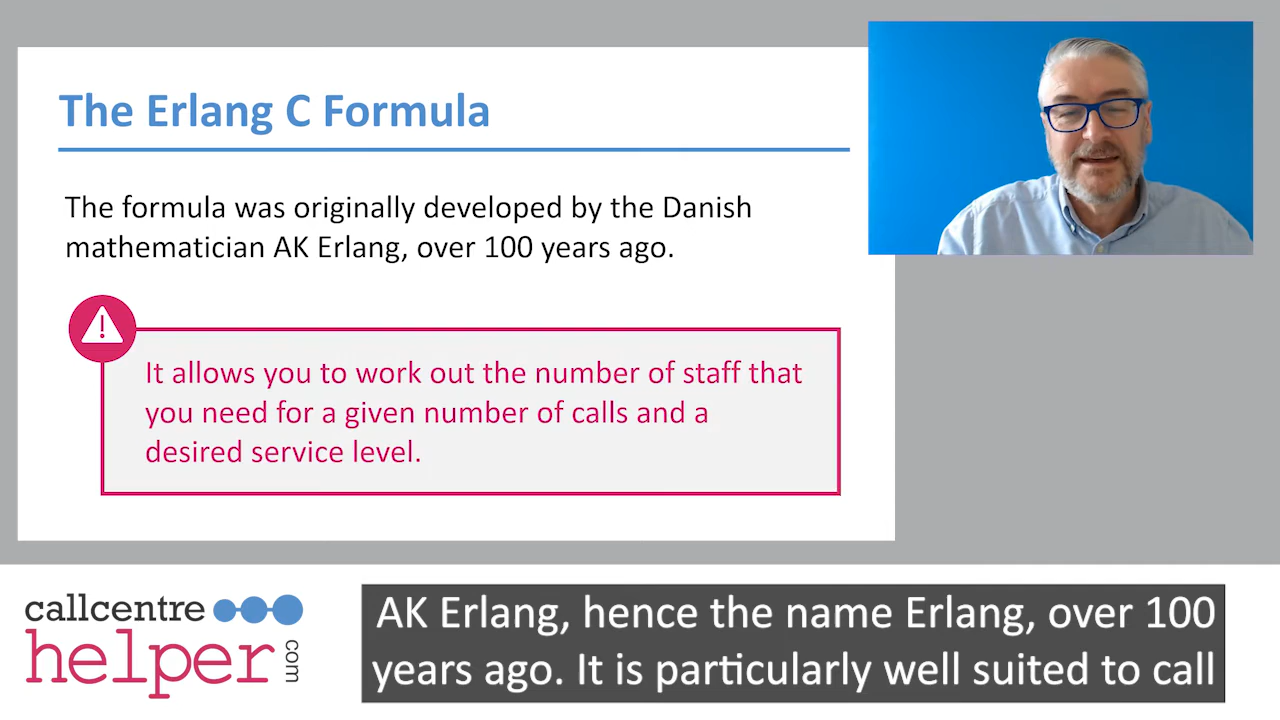 The Erlang C Formula
The formula was originally developed by the Danish
mathematician AK Erlang, over 100 years ago.
!
It allows you to work out the number of staff that
you need for a given number of calls and a
desired service level.
callcentre
helper
com
AK Erlang, hence the name Erlang, over 100
years ago. It is particularly well suited to call